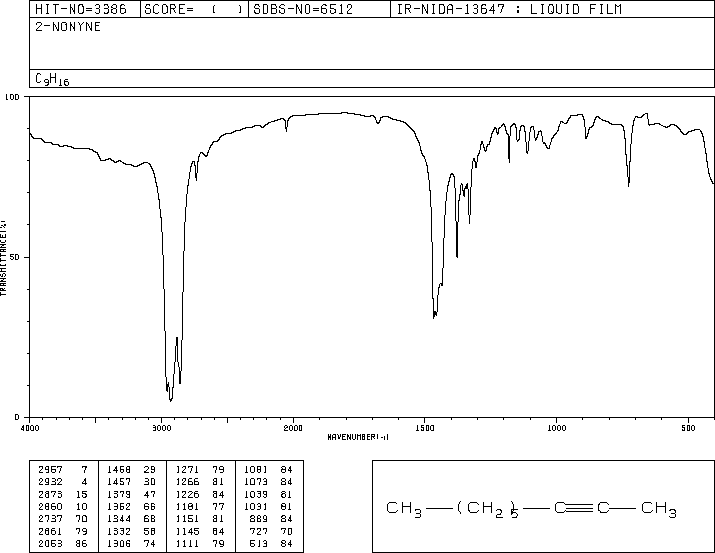 HIT-NO=3386 SCORE= ( ) SDBS-NO=6512 IR-NIDA-13647 : LIQUID FILM
2-NONYNE
C9H16
100
50
0
TRANSMITTANCE(%)
4000 3000 2000 1500 1000 500
WAVENUMBER(-1)
2967 7 1468 29 1271 79 1081 84
2932 4 1457 30 1266 81 1073 84
2873 15 1379 47 1226 84 1039 81
2860 10 1362 66 1181 77 1031 81
2737 70 1344 68 1151 81 889 84
2661 79 1332 58 1145 84 727 70
2053 86 1306 74 1111 79 513 84
CH3—(CH2)5—C≡C—CH3